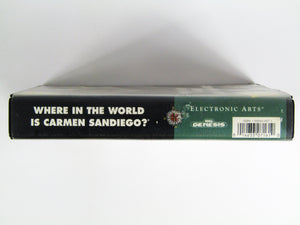 WHERE IN THE WORLD
IS CARMEN SANDIEGO?®
ELECTRONIC ARTS®
GENESIS